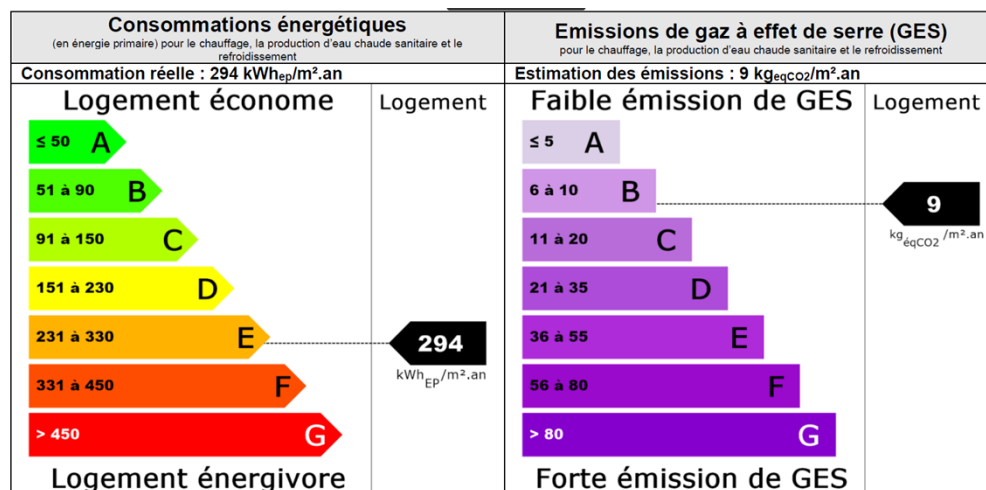 Consommations énergétiques
(en énergie primaire) pour le chauffage, la production d'eau chaude sanitaire et le
refroidissement
Consommation réelle : 294 kWhep/m².an
Logement économe
Logement
≤ 50 A
51 à 90 B
91 à 150 C
151 à 230 D
231 à 330 E
294
kWhEP/m².an
331 à 450 F
> 450 G
Logement énergivore
Emissions de gaz à effet de serre (GES)
pour le chauffage, la production d'eau chaude sanitaire et le refroidissement
Estimation des émissions : 9 kgeqCO2/m².an
Faible émission de GES
Logement
≤ 5 A
6 à 10 B
9
kgéqCO2/m².an
11 à 20 C
21 à 35 D
36 à 55 E
56 à 80 F
> 80 G
Forte émission de GES